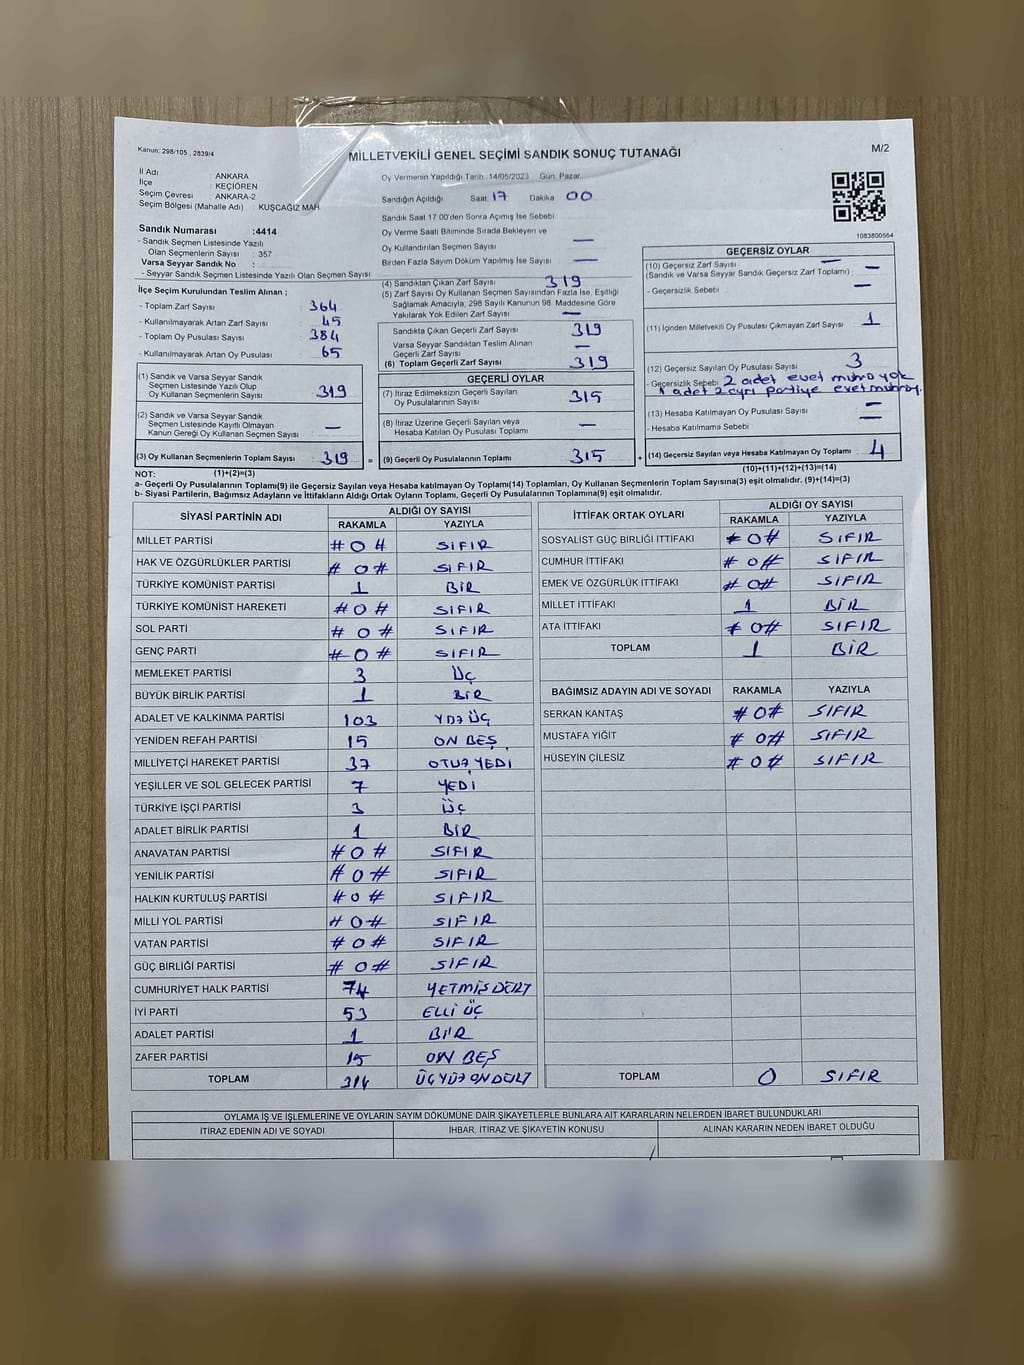 Kanun: 298/105 , 2839/4
MİLLETVEKİLİ GENEL SEÇİMİ SANDIK SONUÇ TUTANAĞI
M/2
İl Adı : ANKARA
İlçe : KEÇİÖREN
Seçim Çevresi : ANKARA-2
Seçim Bölgesi (Mahalle Adı) : KUŞCAĞIZ MAH
Sandık Numarası :4414
- Sandık Seçmen Listesinde Yazılı
Olan Seçmenlerin Sayısı : 357
Varsa Seyyar Sandık No :
- Seyyar Sandık Seçmen Listesinde Yazılı Olan Seçmen Sayısı:
Oy Vermenin Yapıldığı Tarih: 14/05/2023 Gün: Pazar
Sandığın Açıldığı Saat 17 Dakika 00
Sandık Saat 17:00'den Sonra Açımış İse Sebebi:
Oy Verme Saati Bitiminde Sırada Bekleyen ve
Oy Kullandırılan Seçmen Sayısı —
Birden Fazla Sayım Döküm Yapılmış İse Sayısı : —
1083800564
İlçe Seçim Kurulundan Teslim Alınan ;
- Toplam Zarf Sayısı : 364
- Kullanılmayarak Artan Zarf Sayısı : 45
- Toplam Oy Pusulası Sayısı : 384
- Kullanılmayarak Artan Oy Pusulası : 65
(1) Sandık ve Varsa Seyyar Sandık
Seçmen Listesinde Yazılı Olup
Oy Kullanan Seçmenlerin Sayısı : 319
(2) Sandık ve Varsa Seyyar Sandık
Seçmen Listesinde Kayıtlı Olmayan
Kanun Gereği Oy Kullanan Seçmen Sayısı : —
(3) Oy Kullanan Seçmenlerin Toplam Sayısı : 319 =
(4) Sandıktan Çıkan Zarf Sayısı : 319
(5) Zarf Sayısı Oy Kullanan Seçmen Sayısından Fazla İse, Eşitliği
Sağlamak Amacıyla; 298 Sayılı Kanunun 98. Maddesine Göre
Yakılarak Yok Edilen Zarf Sayısı: —
Sandıkta Çıkan Geçerli Zarf Sayısı : 319
Varsa Seyyar Sandıktan Teslim Alınan
Geçerli Zarf Sayısı : —
(6) Toplam Geçerli Zarf Sayısı : 319
GEÇERLİ OYLAR
(7) İtiraz Edilmeksizin Geçerli Sayılan
Oy Pusulalarının Sayısı : 315
(8) İtiraz Üzerine Geçerli Sayılan veya
Hesaba Katılan Oy Pusulası Toplamı : —
(9) Geçerli Oy Pusulalarının Toplamı : 315 +
GEÇERSİZ OYLAR
(10) Geçersiz Zarf Sayısı : —
(Sandık ve Varsa Seyyar Sandık Geçersiz Zarf Toplamı) —
- Geçersizlik Sebebi : —
(11) İçinden Milletvekili Oy Pusulası Çıkmayan Zarf Sayısı : 1
(12) Geçersiz Sayılan Oy Pusulası Sayısı : 3
- Geçersizlik Sebebi : 2 adet evet mührü yok
1 adet 2 ayrı partiye evet
(13) Hesaba Katılmayan Oy Pusulası Sayısı : —
- Hesaba Katılmama Sebebi : —
(14) Geçersiz Sayılan veya Hesaba Katılmayan Oy Toplamı : 4
NOT: (1)+(2)=(3)
(10)+(11)+(12)+(13)=(14)
a- Geçerli Oy Pusulalarının Toplamı(9) ile Geçersiz Sayılan veya Hesaba Katılmayan Oy Toplamı(14) Toplamları, Oy Kullanan Seçmenlerin Toplam Sayısına(3) eşit olmalıdır. (9)+(14)=(3)
b- Siyasi Partilerin, Bağımsız Adayların ve İttifakların Aldığı Ortak Oyların Toplamı, Geçerli Oy Pusulalarının Toplamına(9) eşit olmalıdır.
SİYASİ PARTİNİN ADI ALDIĞI OY SAYISI
RAKAMLA YAZIYLA
MİLLET PARTİSİ #0# SIFIR
HAK VE ÖZGÜRLÜKLER PARTİSİ #0# SIFIR
TÜRKİYE KOMÜNİST PARTİSİ 1 BİR
TÜRKİYE KOMÜNİST HAREKETİ #0# SIFIR
SOL PARTİ #0# SIFIR
GENÇ PARTİ #0# SIFIR
MEMLEKET PARTİSİ 3 ÜÇ
BÜYÜK BİRLİK PARTİSİ 1 BİR
ADALET VE KALKINMA PARTİSİ 103 YÜZ ÜÇ
YENİDEN REFAH PARTİSİ 15 ON BEŞ
MİLLİYETÇİ HAREKET PARTİSİ 37 OTUZ YEDİ
YEŞİLLER VE SOL GELECEK PARTİSİ 7 YEDİ
TÜRKİYE İŞÇİ PARTİSİ 3 ÜÇ
ADALET BİRLİK PARTİSİ 1 BİR
ANAVATAN PARTİSİ #0# SIFIR
YENİLİK PARTİSİ #0# SIFIR
HALKIN KURTULUŞ PARTİSİ #0# SIFIR
MİLLİ YOL PARTİSİ #0# SIFIR
VATAN PARTİSİ #0# SIFIR
GÜÇ BİRLİĞİ PARTİSİ #0# SIFIR
CUMHURİYET HALK PARTİSİ 74 YETMİŞ DÖRT
İYİ PARTİ 53 ELLİ ÜÇ
ADALET PARTİSİ 1 BİR
ZAFER PARTİSİ 15 ON BEŞ
TOPLAM 314 ÜÇ YÜZ ON DÖRT
İTTİFAK ORTAK OYLARI ALDIĞI OY SAYISI
RAKAMLA YAZIYLA
SOSYALİST GÜÇ BİRLİĞİ İTTİFAKI #0# SIFIR
CUMHUR İTTİFAKI #0# SIFIR
EMEK VE ÖZGÜRLÜK İTTİFAKI #0# SIFIR
MİLLET İTTİFAKI 1 BİR
ATA İTTİFAKI #0# SIFIR
TOPLAM 1 BİR
BAĞIMSIZ ADAYIN ADI VE SOYADI RAKAMLA YAZIYLA
SERKAN KANTAŞ #0# SIFIR
MUSTAFA YİĞİT #0# SIFIR
HÜSEYİN ÇİLESİZ #0# SIFIR
TOPLAM 0 SIFIR
OYLAMA İŞ VE İŞLEMLERİNE VE OYLARIN SAYIM DÖKÜMÜNE DAİR ŞİKAYETLERLE BUNLARA AİT KARARLARIN NELERDEN İBARET BULUNDUKLARI
İTİRAZ EDENİN ADI VE SOYADI İHBAR, İTİRAZ VE ŞİKAYETİN KONUSU ALINAN KARARIN NEDEN İBARET OLDUĞU